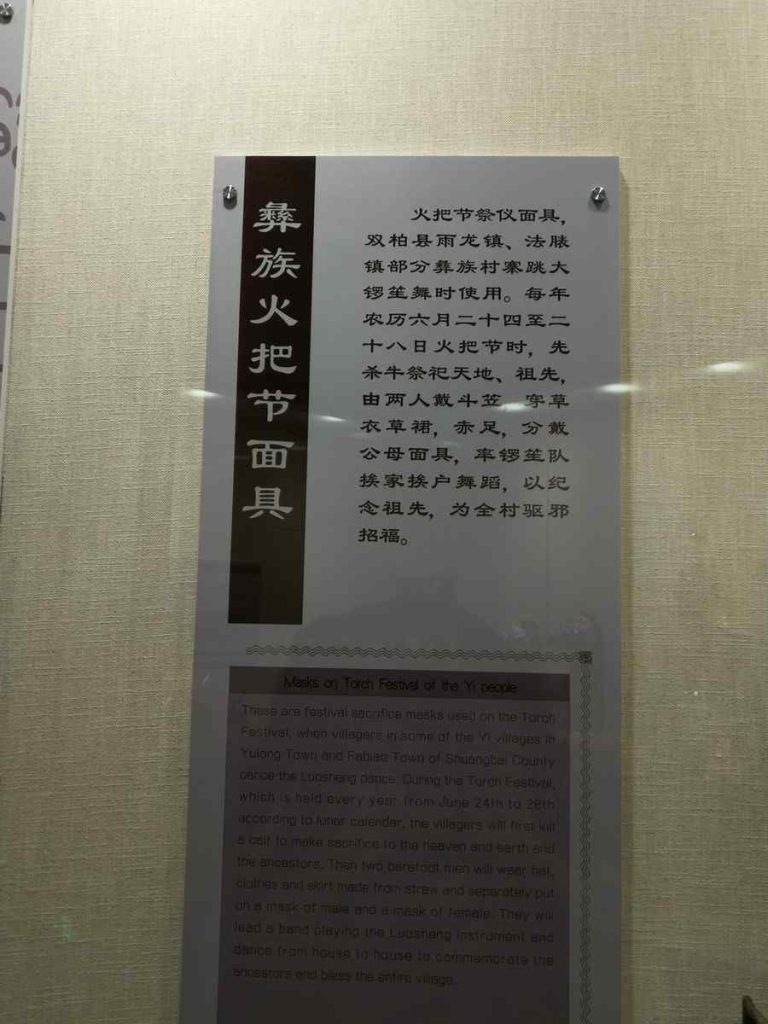 彝族火把节面具
火把节祭仪面具，
双柏县雨龙镇、法脿
镇部分彝族村寨跳大
锣笙舞时使用。每年
农历六月二十四至二
十八日火把节时，先
杀牛祭祀天地、祖先，
由两人戴斗笠，穿草
衣草裙，赤足，分戴
公母面具，率锣笙队
挨家挨户舞蹈，以纪
念祖先，为全村驱邪
招福。
Masks on Torch Festival of the Yi people
These are festival sacrifice masks used on the Torch
Festival, when villagers in some of the Yi villages in
Yulong Town and Fabiao Town of Shuangbai County
dance the Luosheng dance. During the Torch Festival,
which is held every year from June 24th to 28th
according to lunar calendar, the villagers will first kill
a calf to make sacrifice to the heaven and earth and
the ancestors. Then two barefoot men will wear hat,
clothes and skirt made from straw and separately put
on a mask of male and a mask of female. They will
lead a band playing the Luosheng instrument and
dance from house to house to commemorate the
ancestors and bless the entire village.